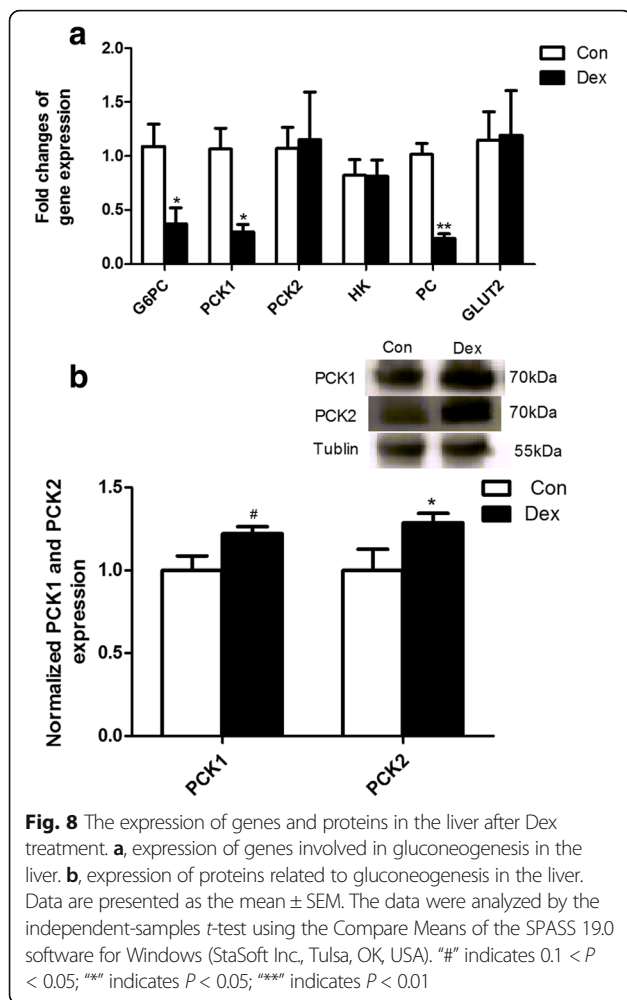 a
2.0
1.5
1.0
0.5
0.0
Fold changes of
gene expression
Con
Dex
*
*
**
G6PC
PCK1
PCK2
HK
PC
GLUT2
b
Con Dex
PCK1 70kDa
PCK2 70kDa
Tublin 55kDa
1.5
1.0
0.5
0.0
Normalized PCK1 and PCK2
expression
Con
Dex
#
*
PCK1
PCK2
Fig. 8 The expression of genes and proteins in the liver after Dex
treatment. a, expression of genes involved in gluconeogenesis in the
liver. b, expression of proteins related to gluconeogenesis in the liver.
Data are presented as the mean ± SEM. The data were analyzed by the
independent-samples t-test using the Compare Means of the SPASS 19.0
software for Windows (StaSoft Inc., Tulsa, OK, USA). “#” indicates 0.1 < P
< 0.05; “*” indicates P < 0.05; “**” indicates P < 0.01